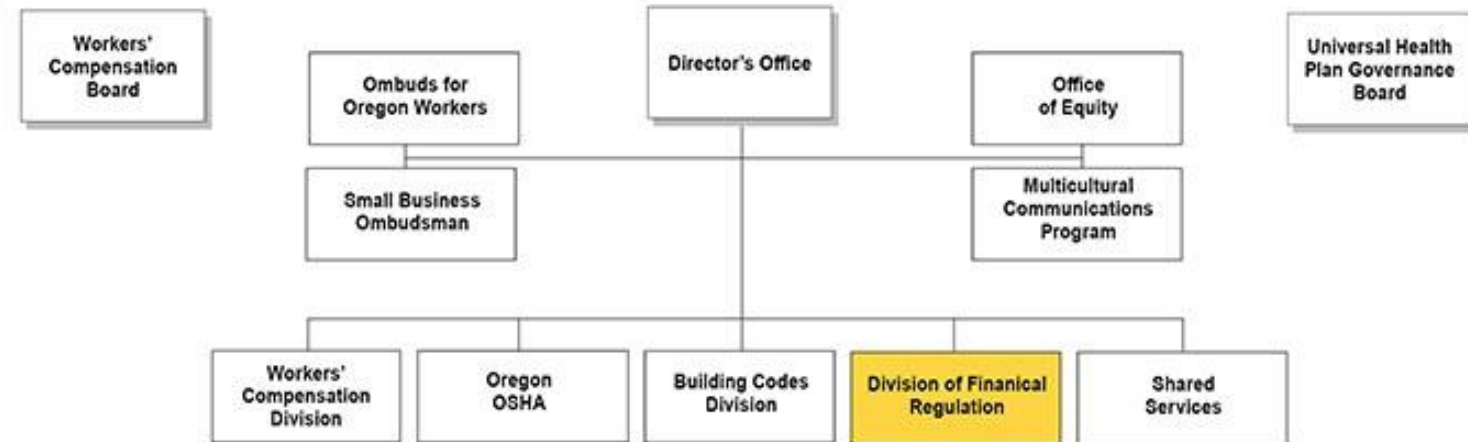 Workers'
Compensation
Board
Ombuds for
Oregon Workers
Director's Office
Office
of Equity
Universal Health
Plan Governance
Board
Small Business
Ombudsman
Multicultural
Communications
Program
Workers'
Compensation
Division
Oregon
OSHA
Building Codes
Division
Division of Finanical
Regulation
Shared
Services